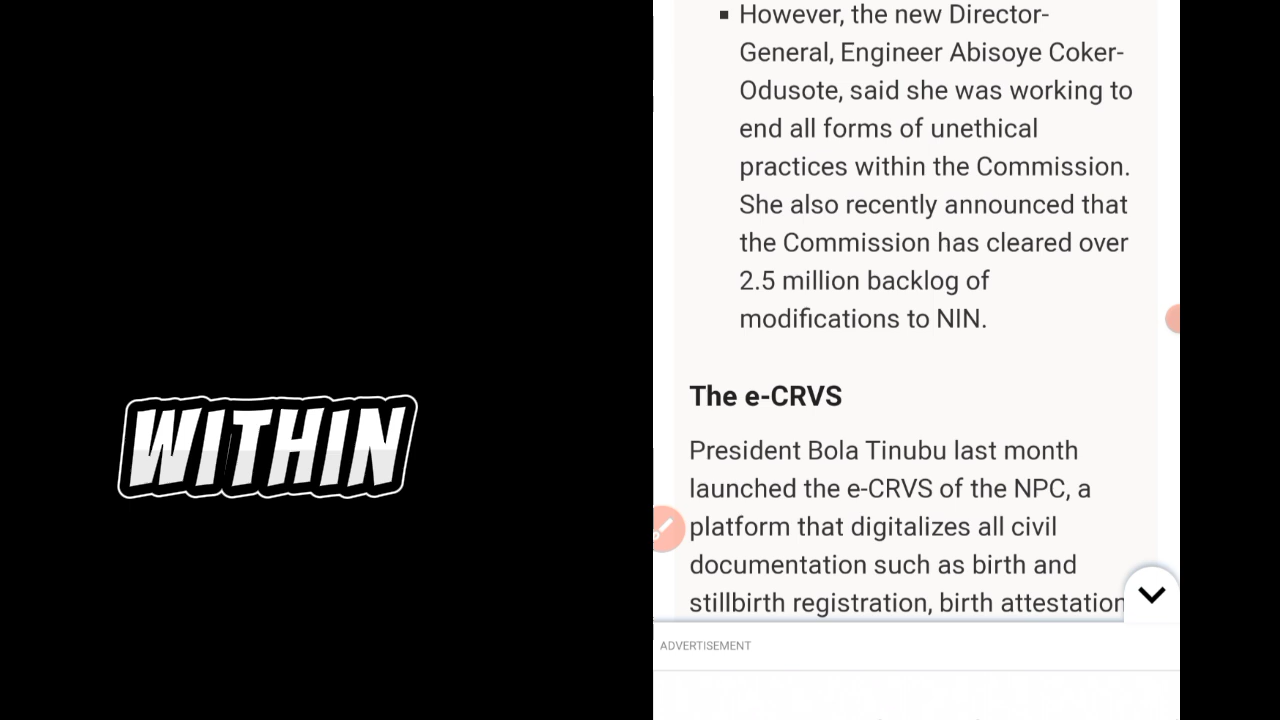 WITHIN
However, the new Director-
General, Engineer Abisoye Coker-
Odusote, said she was working to
end all forms of unethical
practices within the Commission.
She also recently announced that
the Commission has cleared over
2.5 million backlog of
modifications to NIN.
The e-CRVS
President Bola Tinubu last month
launched the e-CRVS of the NPC, a
platform that digitalizes all civil
documentation such as birth and
stillbirth registration, birth attestation
ADVERTISEMENT